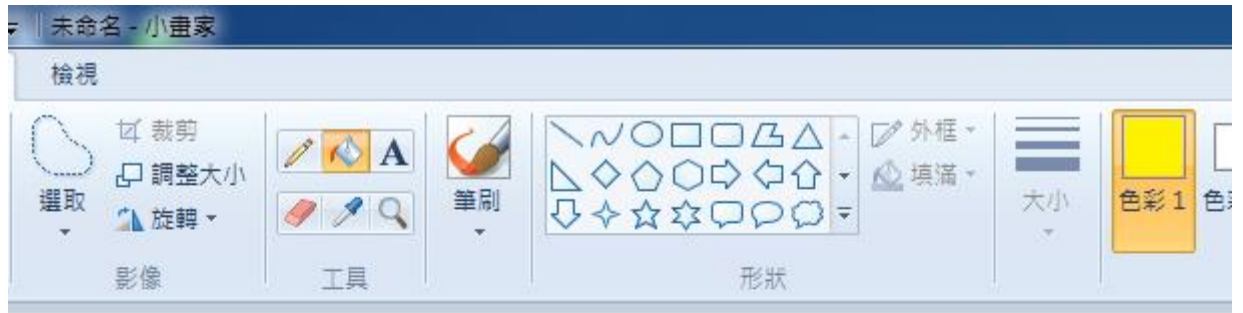 未命名 - 小畫家
檢視
選取
裁剪
調整大小
旋轉
影像
A
工具
筆刷
外框
填滿
形狀
大小
色彩 1
色